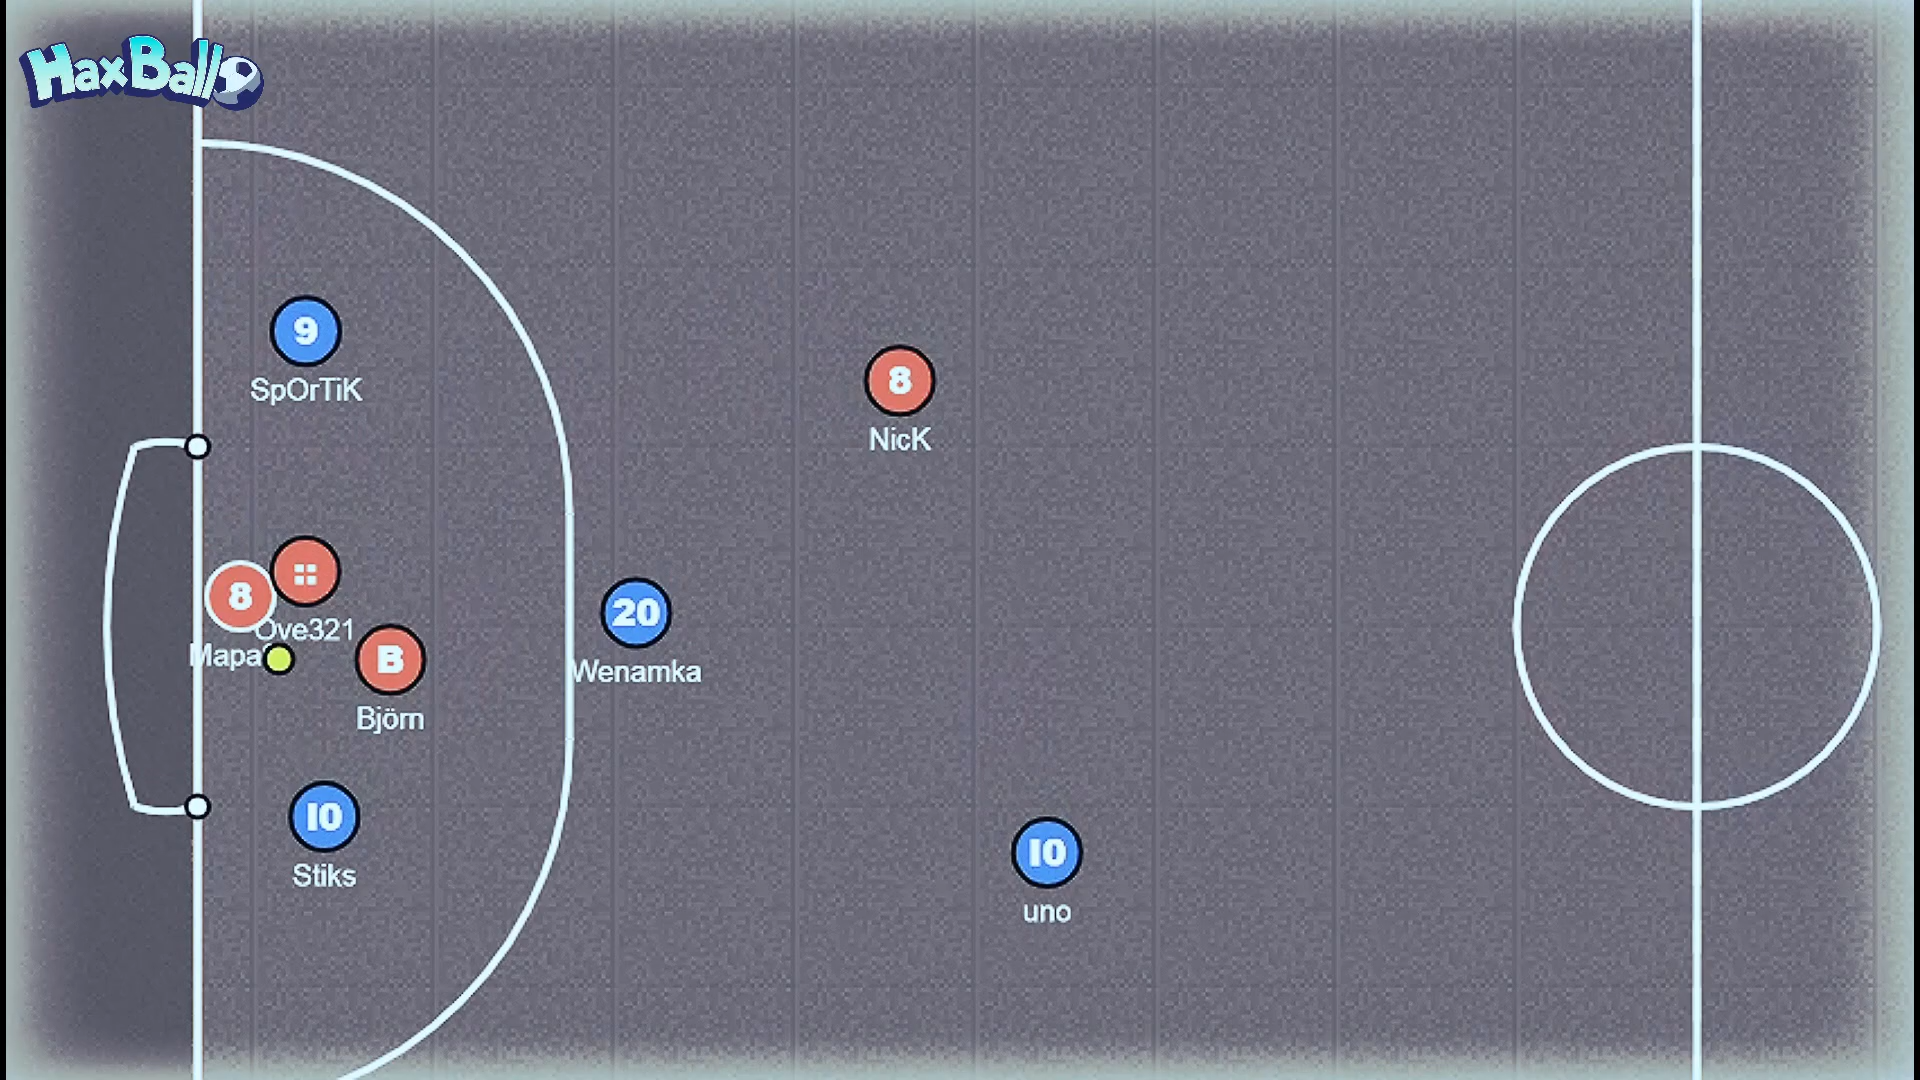 HaxBall
9
SpOrTiK
8
NicK
8
::
Ove321
Mapa
B
Björn
20
Wenamka
10
Stiks
10
uno